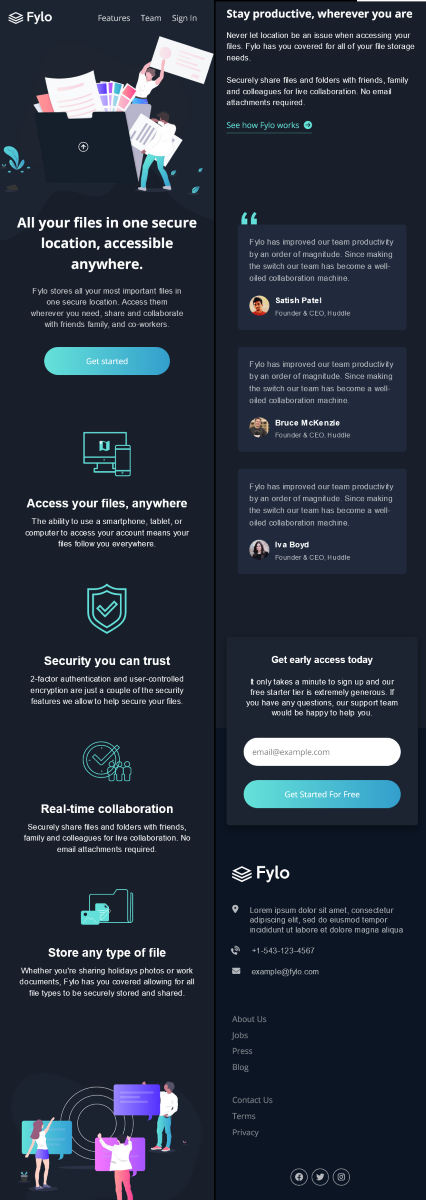 Fylo
Features Team Sign In
All your files in one secure
location, accessible
anywhere.
Fylo stores all your most important files in
one secure location. Access them
wherever you need, share and collaborate
with friends family, and co-workers.
Get started
Access your files, anywhere
The ability to use a smartphone, tablet, or
computer to access your account means your
files follow you everywhere.
Security you can trust
2-factor authentication and user-controlled
encryption are just a couple of the security
features we allow to help secure your files.
Real-time collaboration
Securely share files and folders with friends,
family and colleagues for live collaboration. No
email attachments required.
Store any type of file
Whether you're sharing holidays photos or work
documents, Fylo has you covered allowing for all
file types to be securely stored and shared.
Stay productive, wherever you are
Never let location be an issue when accessing your
files. Fylo has you covered for all of your file storage
needs.
Securely share files and folders with friends, family
and colleagues for live collaboration. No email
attachments required.
See how Fylo works
Fylo has improved our team productivity
by an order of magnitude. Since making
the switch our team has become a well-
oiled collaboration machine.
Satish Patel
Founder & CEO, Huddle
Fylo has improved our team productivity
by an order of magnitude. Since making
the switch our team has become a well-
oiled collaboration machine.
Bruce McKenzie
Founder & CEO, Huddle
Fylo has improved our team productivity
by an order of magnitude. Since making
the switch our team has become a well-
oiled collaboration machine.
Iva Boyd
Founder & CEO, Huddle
Get early access today
It only takes a minute to sign up and our
free starter tier is extremely generous. If
you have any questions, our support team
would be happy to help you.
email@example.com
Get Started For Free
Fylo
Lorem ipsum dolor sit amet, consectetur
adipiscing elit, sed do eiusmod tempor
incididunt ut labore et dolore magna aliqua
+1-543-123-4567
example@fylo.com
About Us
Jobs
Press
Blog
Contact Us
Terms
Privacy